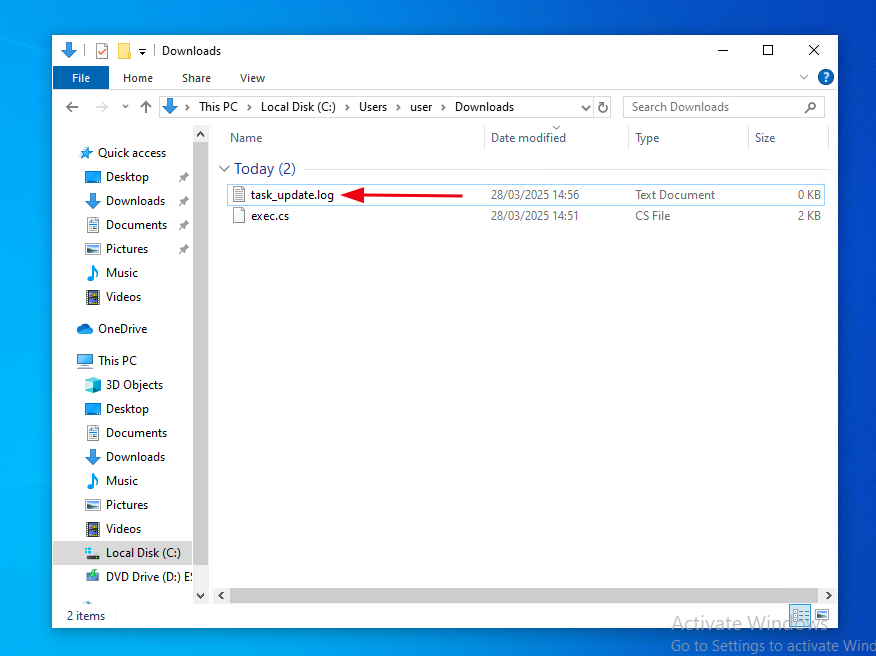 Downloads
File Home Share View
This PC Local Disk (C:) Users user Downloads Search Downloads
Name Date modified Type Size
Quick access
Desktop
Downloads
Documents
Pictures
Music
Videos
OneDrive
This PC
3D Objects
Desktop
Documents
Downloads
Music
Pictures
Videos
Local Disk (C:)
DVD Drive (D:) ES
Today (2)
task_update.log 28/03/2025 14:56 Text Document 0 KB
exec.cs 28/03/2025 14:51 CS File 2 KB
2 items
Activate Windows
Go to Settings to activate Wind